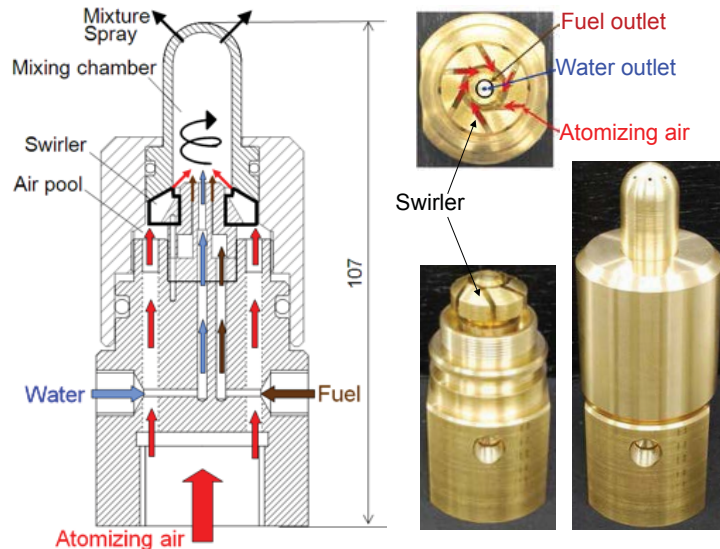 Mixture
Spray
Mixing chamber
Swirler
Air pool
Water
Fuel
Atomizing air
107
Fuel outlet
Water outlet
Atomizing air
Swirler